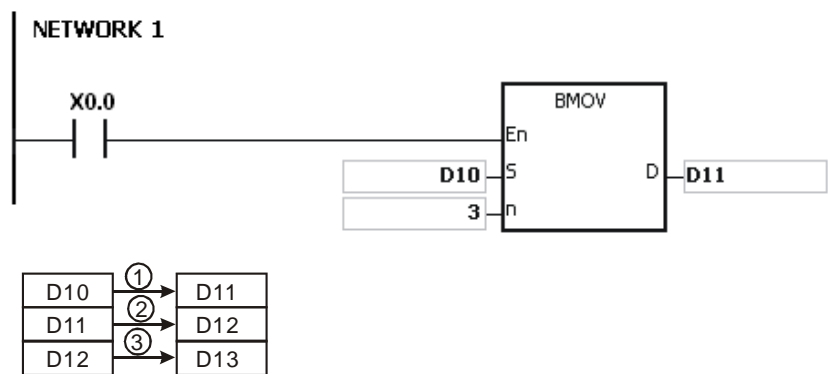 NETWORK 1
X0.0
BMOV
En
D10 S D D11
3 n
D10 ① D11
D11 ② D12
D12 ③ D13